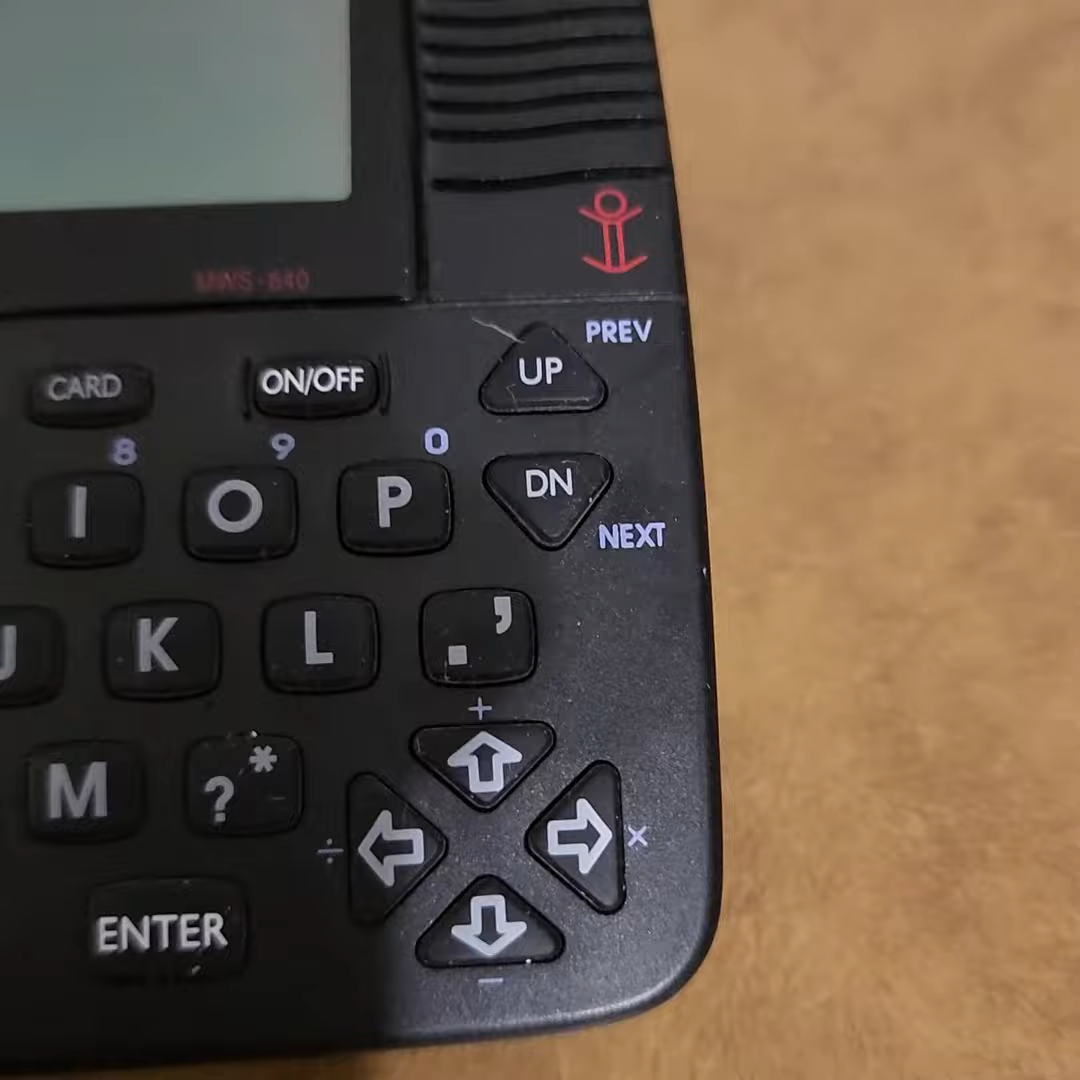 MWS-840
PREV
CARD ON/OFF UP
8 9 0
I O P DN
NEXT
J K L . ’
+
M ? *
÷ ×
ENTER
−